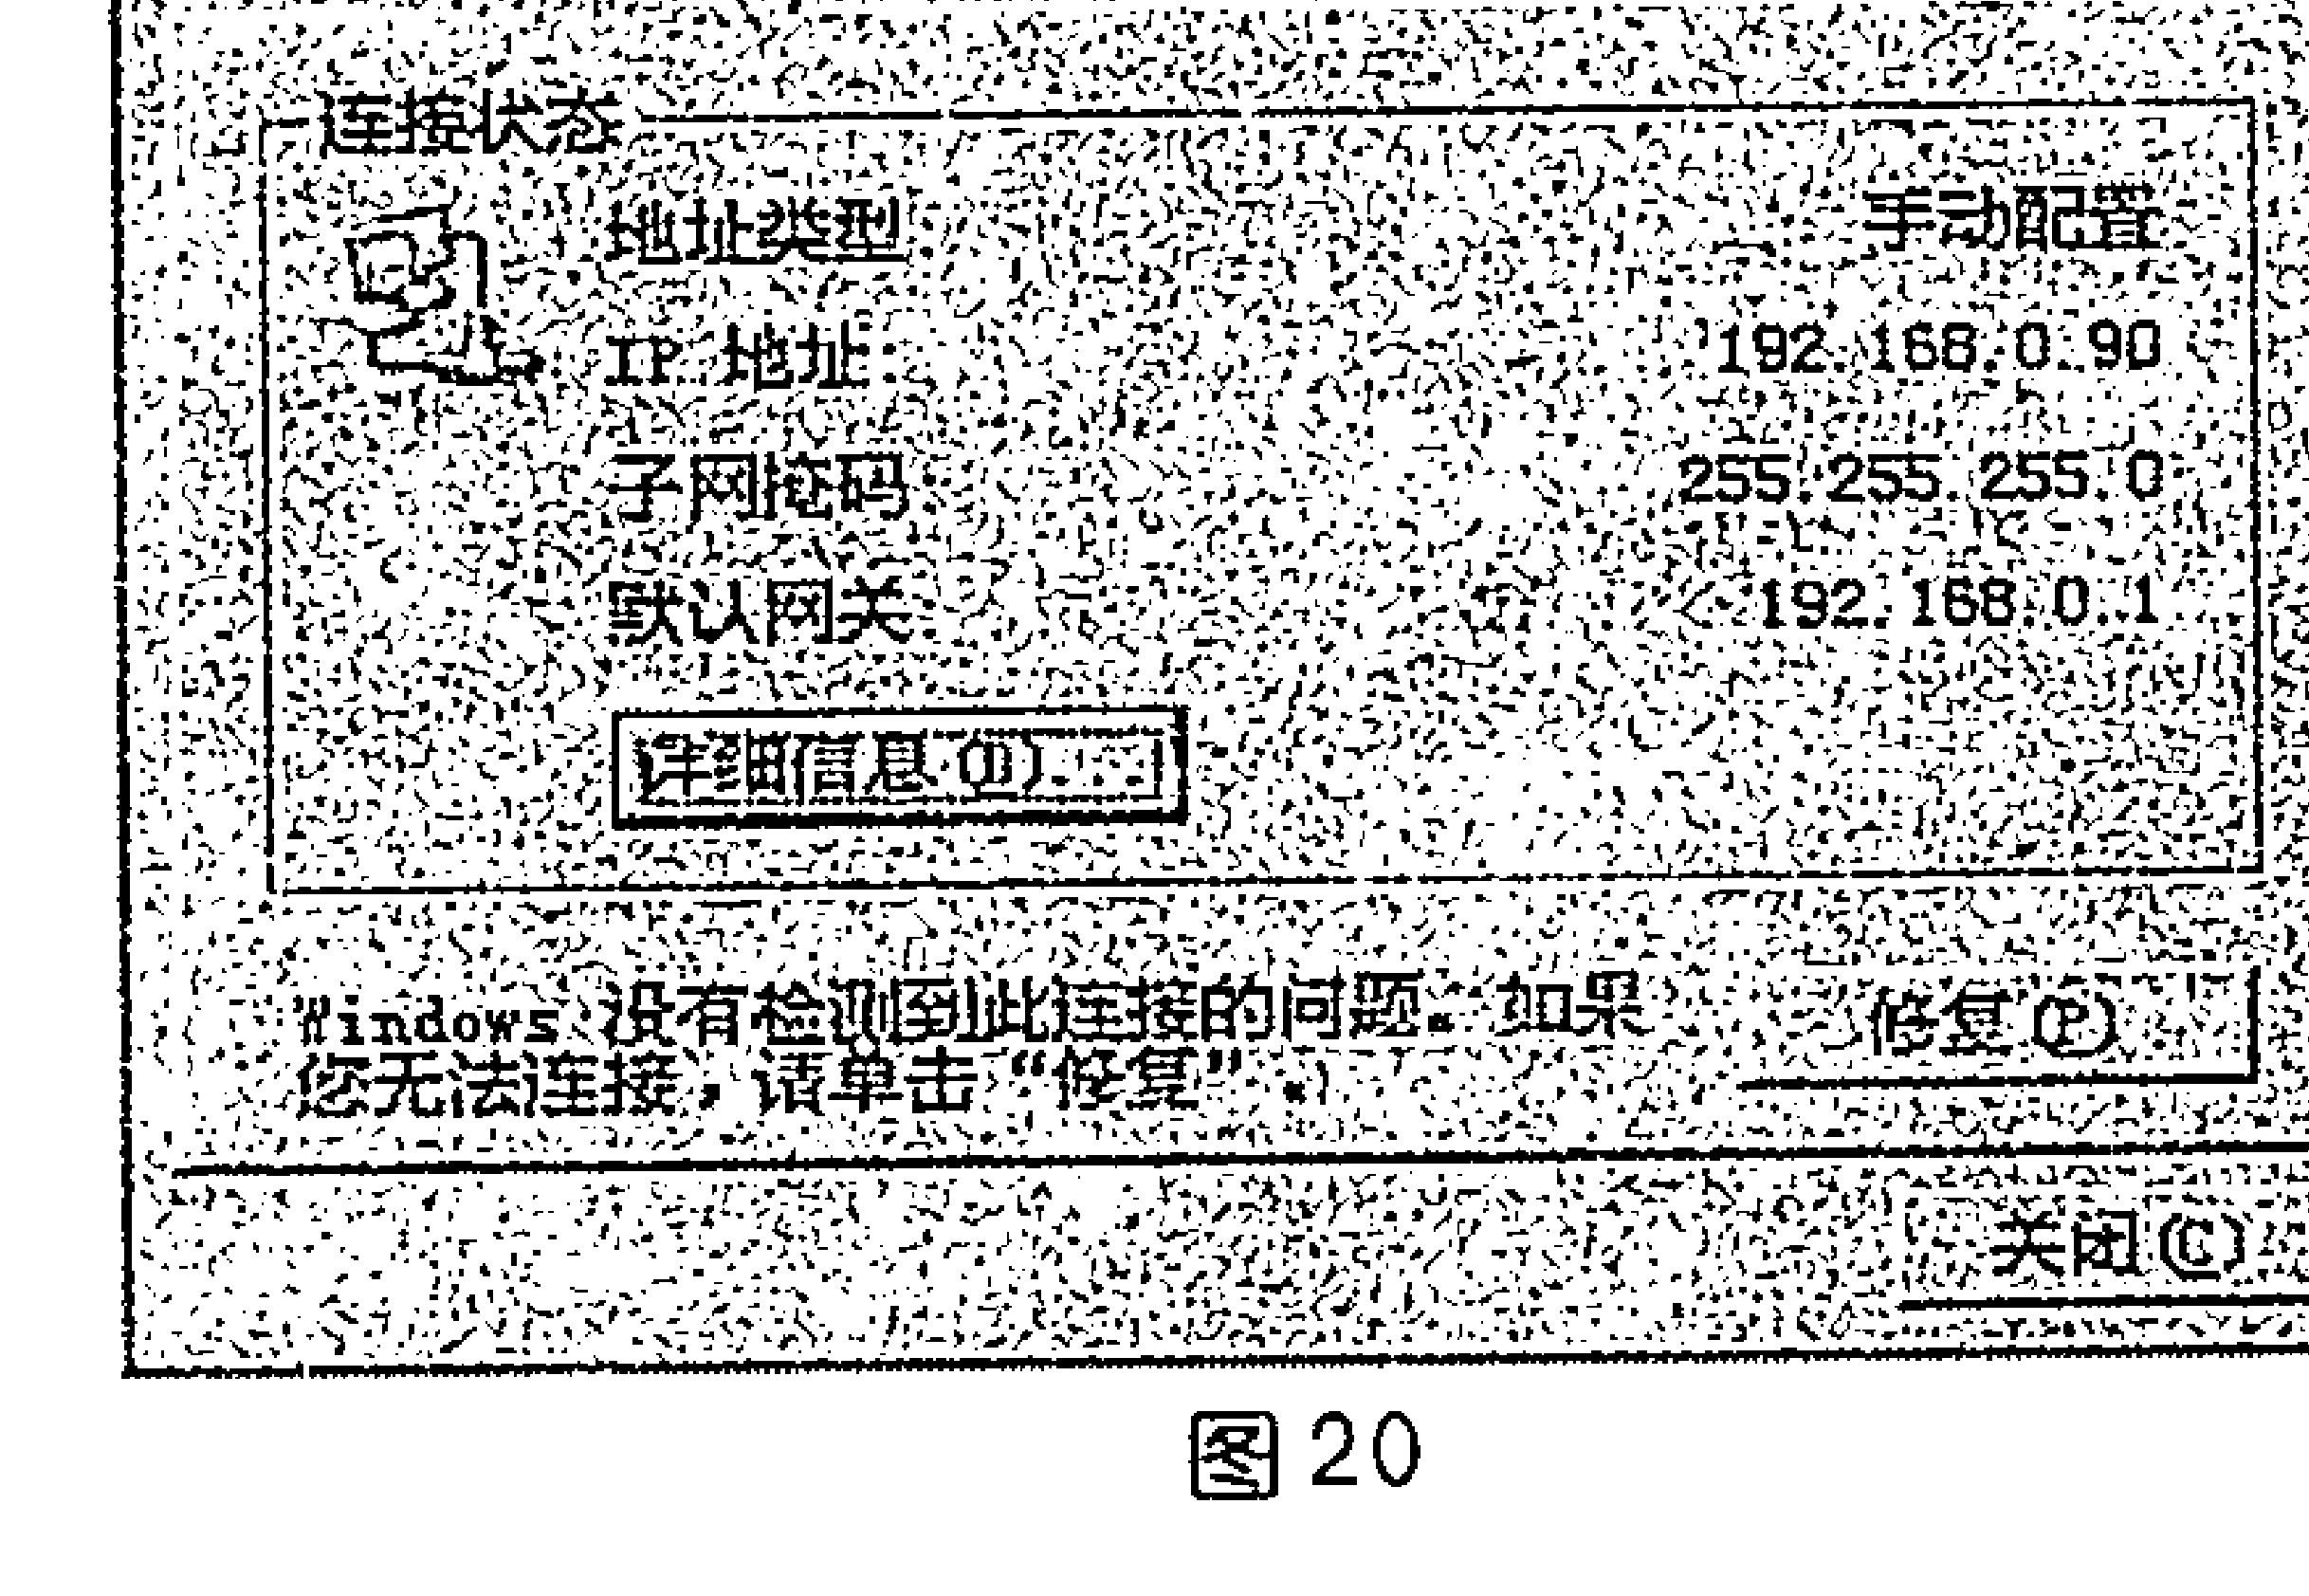 连接状态
地址类型: 手动配置
IP 地址: 192.168.0.90
子网掩码: 255.255.255.0
默认网关: 192.168.0.1
详细信息(D)...
Windows 没有检测到此连接的问题。如果
您无法连接，请单击“修复”。
修复(P)
关闭(C)
图20